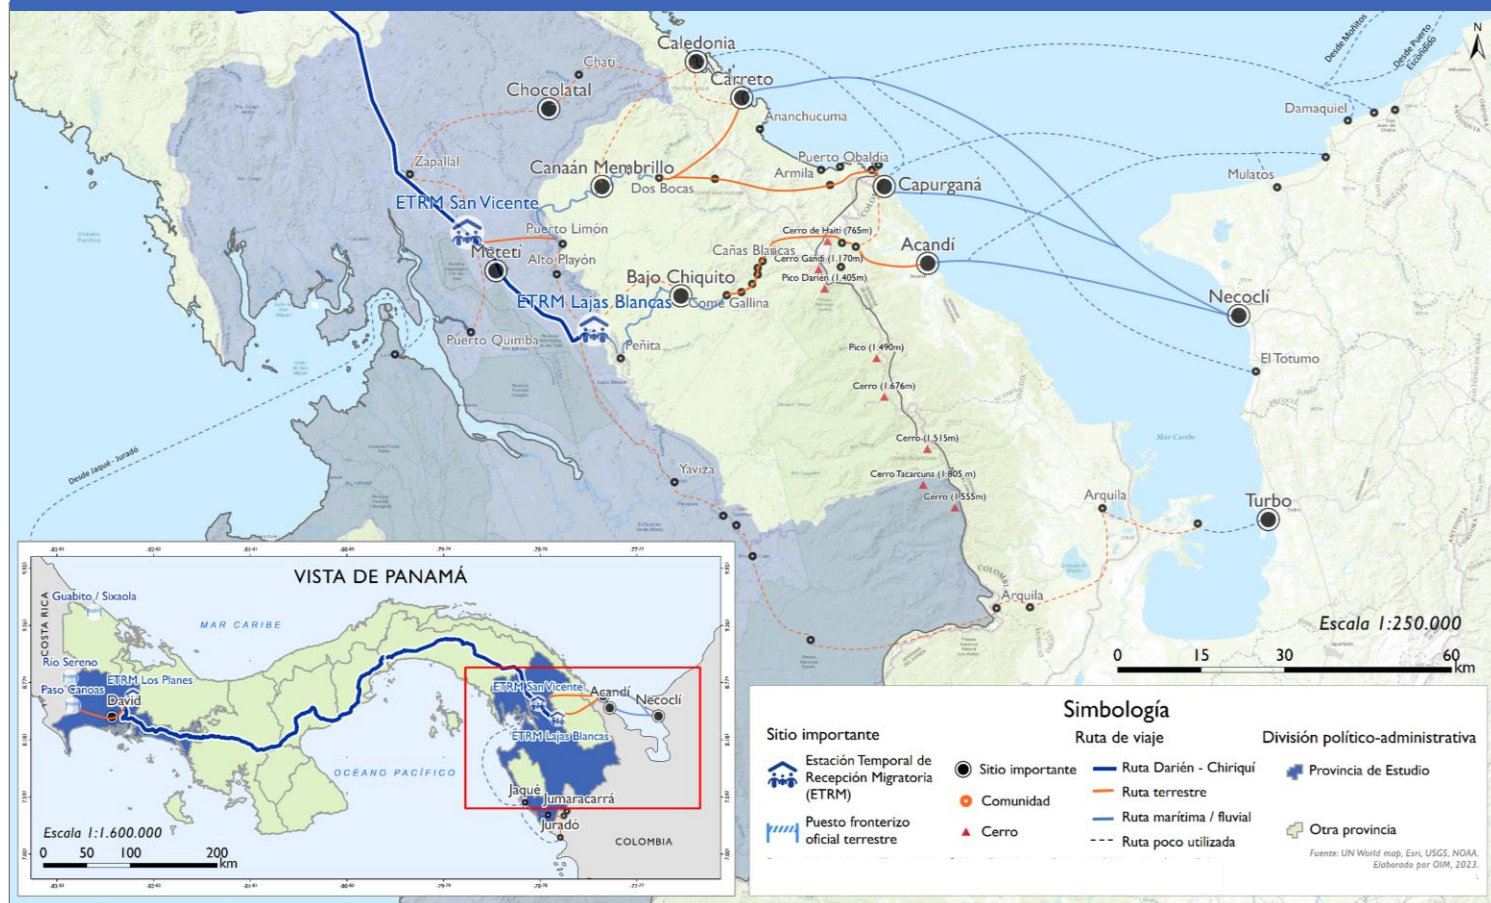 Desde Moñitos
Desde Puerto
Escondido
N
Caledonia
Chatí
Carreto
Chocolatal
Damaquiel
Ananchucuma
Zapallal
Canaán Membrillo
Puerto Obaldía
Armila
Dos Bocas
Mulatos
Capurganá
ETRM San Vicente
Puerto Limón
Cerro de Haití (765m)
Metetí
Cañas Blancas
Acandí
Alto Playón
Cerro Gandi (1.170m)
Bajo Chiquito
Pico Darién (1.405m)
ETRM Lajas Blancas
Come Gallina
Necoclí
Puerto Quimba
Peñita
Pico (1.490m)
El Totumo
Cerro (1.676m)
Cerro (1.515m)
Mar Caribe
Desde Jaqué - Juradó
Yaviza
Cerro Tacarcuna (1.805 m)
Cerro (1.555m)
Arquila
Turbo
Arquila
Escala 1:250.000
0 15 30 60
km
VISTA DE PANAMÁ
COSTA RICA
Guabito / Sixaola
MAR CARIBE
Río Sereno
ETRM Los Planes
Paso Canoas
David
ETRM San Vicente
Acandí
Necoclí
ETRM Lajas Blancas
OCÉANO PACÍFICO
Jaqué
Jumaracarrá
Juradó
COLOMBIA
Escala 1:1.600.000
0 50 100 200
km
Simbología
Sitio importante
Ruta de viaje
División político-administrativa
Estación Temporal de
Recepción Migratoria
(ETRM)
Puesto fronterizo
oficial terrestre
Sitio importante
Comunidad
Cerro
Ruta Darién - Chiriquí
Ruta terrestre
Ruta marítima / fluvial
Ruta poco utilizada
Provincia de Estudio
Otra provincia
Fuente: UN World map, Esri, USGS, NOAA.
Elaborado por OIM, 2023.